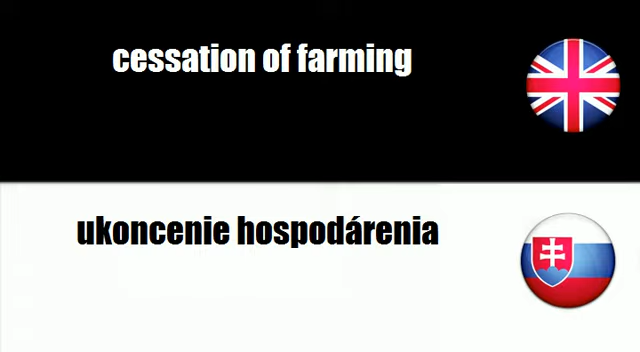 cessation of farming
ukoncenie hospodárenia